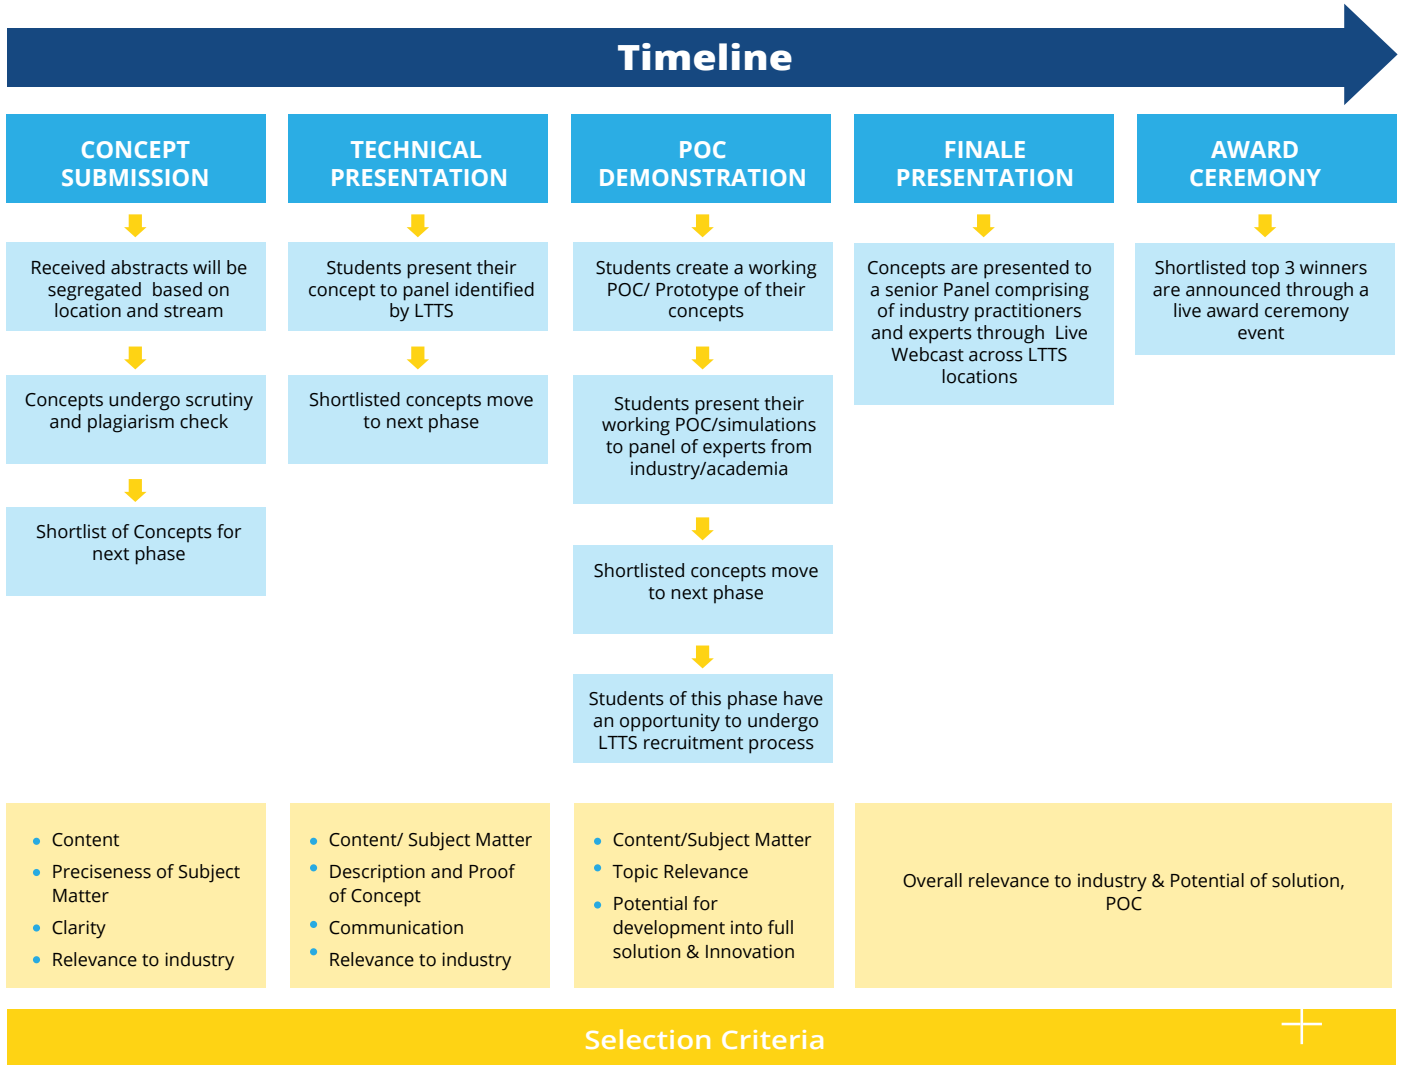 Timeline
CONCEPT
SUBMISSION
Received abstracts will be
segregated based on
location and stream
Concepts undergo scrutiny
and plagiarism check
Shortlist of Concepts for
next phase
TECHNICAL
PRESENTATION
Students present their
concept to panel identified
by LTTS
Shortlisted concepts move
to next phase
POC
DEMONSTRATION
Students create a working
POC/ Prototype of their
concepts
Students present their
working POC/simulations
to panel of experts from
industry/academia
Shortlisted concepts move
to next phase
Students of this phase have
an opportunity to undergo
LTTS recruitment process
FINALE
PRESENTATION
Concepts are presented to
a senior Panel comprising
of industry practitioners
and experts through Live
Webcast across LTTS
locations
AWARD
CEREMONY
Shortlisted top 3 winners
are announced through a
live award ceremony
event
• Content
• Preciseness of Subject
Matter
• Clarity
• Relevance to industry
• Content/ Subject Matter
• Description and Proof
of Concept
• Communication
• Relevance to industry
• Content/Subject Matter
• Topic Relevance
• Potential for
development into full
solution & Innovation
Overall relevance to industry & Potential of solution,
POC
Selection Criteria